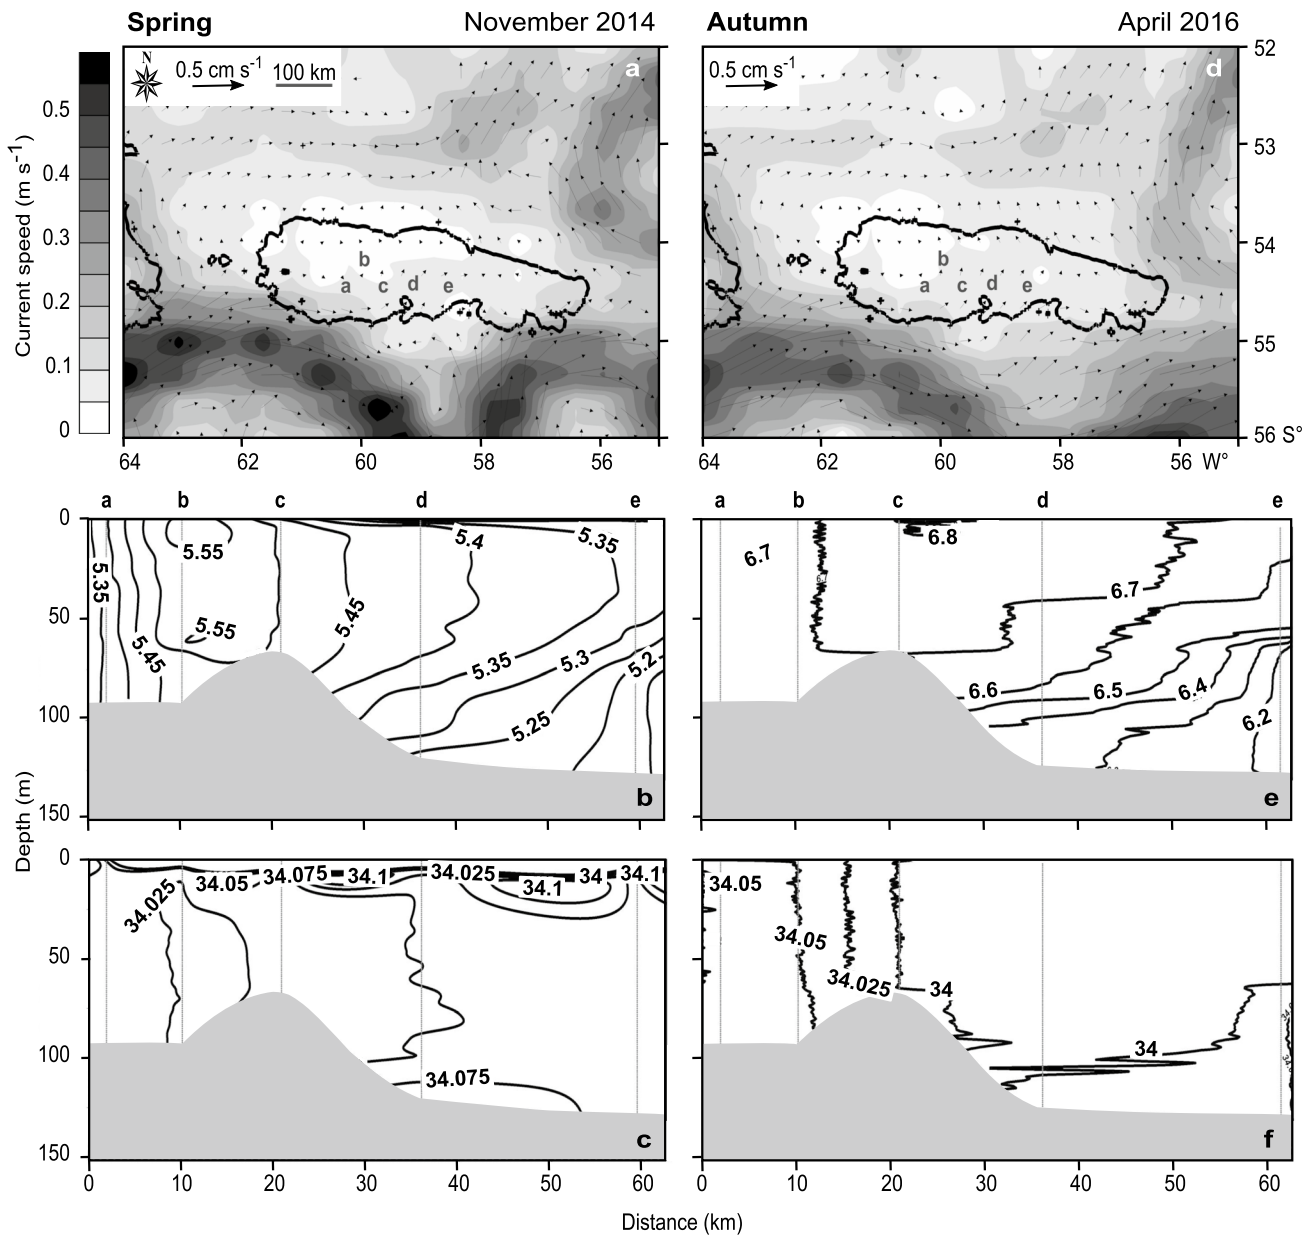 Spring November 2014 Autumn April 2016
N 0.5 cm s-1 100 km a
0.5 cm s-1 d
Current speed (m s-1)
0.5
0.4
0.3
0.2
0.1
0
b
a c d e
b
a c d e
52
53
54
55
56 S°
64 62 60 58 56
64 62 60 58 56 W°
a b c d e
a b c d e
Depth (m)
0
50
100
150
5.35
5.45
5.55
5.55
5.45
5.4
5.35
5.35
5.3
5.25
5.2
b
6.7
6.8
6.7
6.6
6.5
6.4
6.2
e
0
50
100
150
34.025
34.05
34.075
34.1
34.025
34.1
34
34.1
34.075
c
34.05
34.05
34.025
34
34
f
0 10 20 30 40 50 60
0 10 20 30 40 50 60
Distance (km)